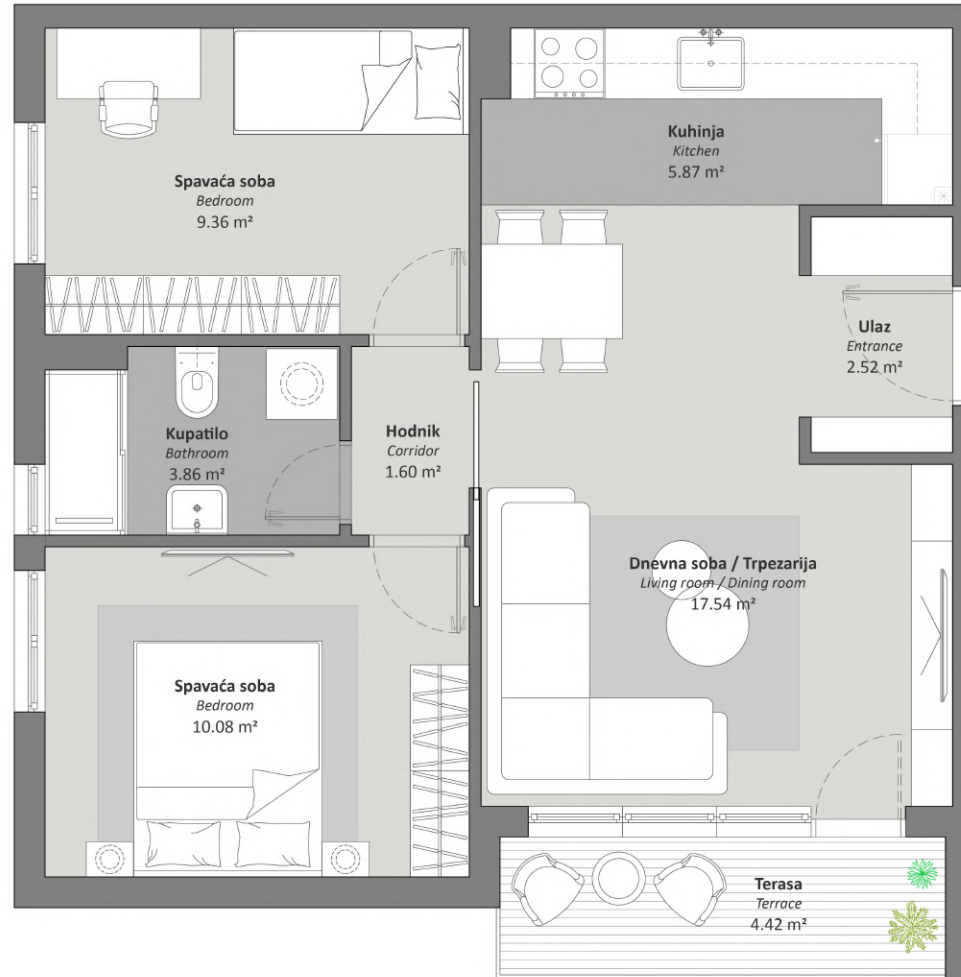 Kuhinja
Kitchen
5.87 m²
Spavaća soba
Bedroom
9.36 m²
Ulaz
Entrance
2.52 m²
Kupatilo
Bathroom
3.86 m²
Hodnik
Corridor
1.60 m²
Dnevna soba / Trpezarija
Living room / Dining room
17.54 m²
Spavaća soba
Bedroom
10.08 m²
Terasa
Terrace
4.42 m²